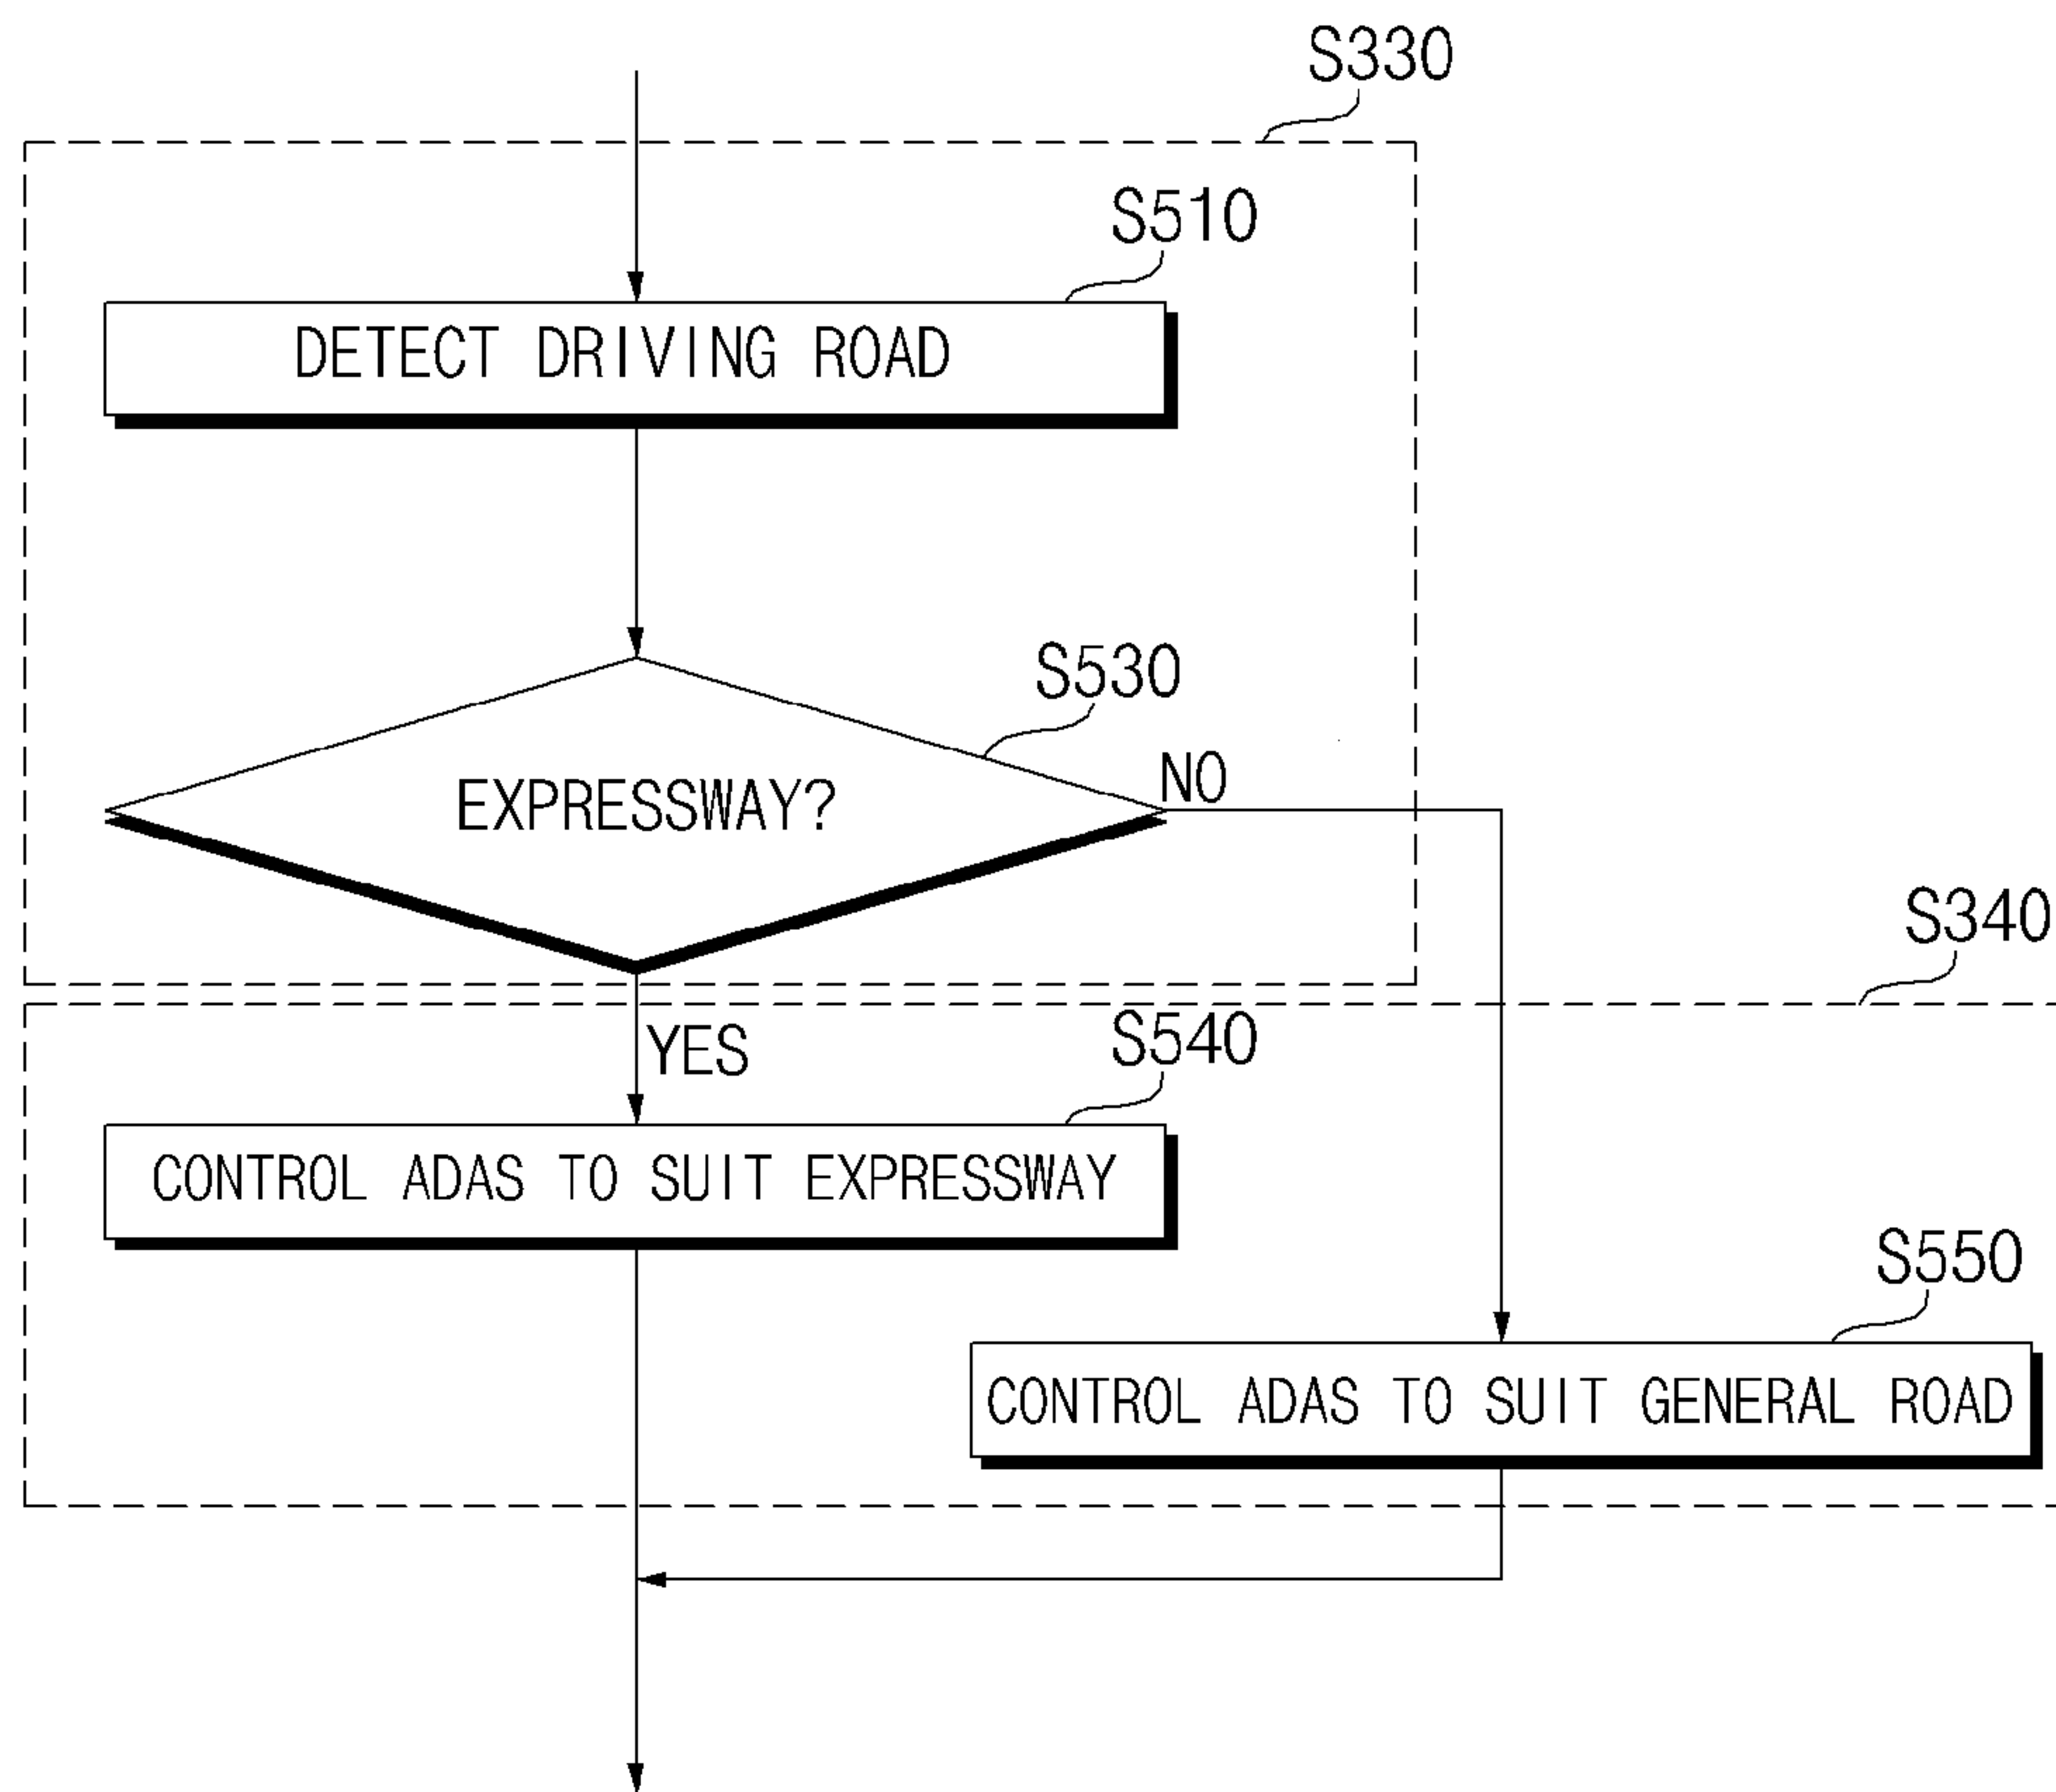 S330
S510
DETECT DRIVING ROAD
S530
EXPRESSWAY?
NO
S340
YES
S540
CONTROL ADAS TO SUIT EXPRESSWAY
S550
CONTROL ADAS TO SUIT GENERAL ROAD